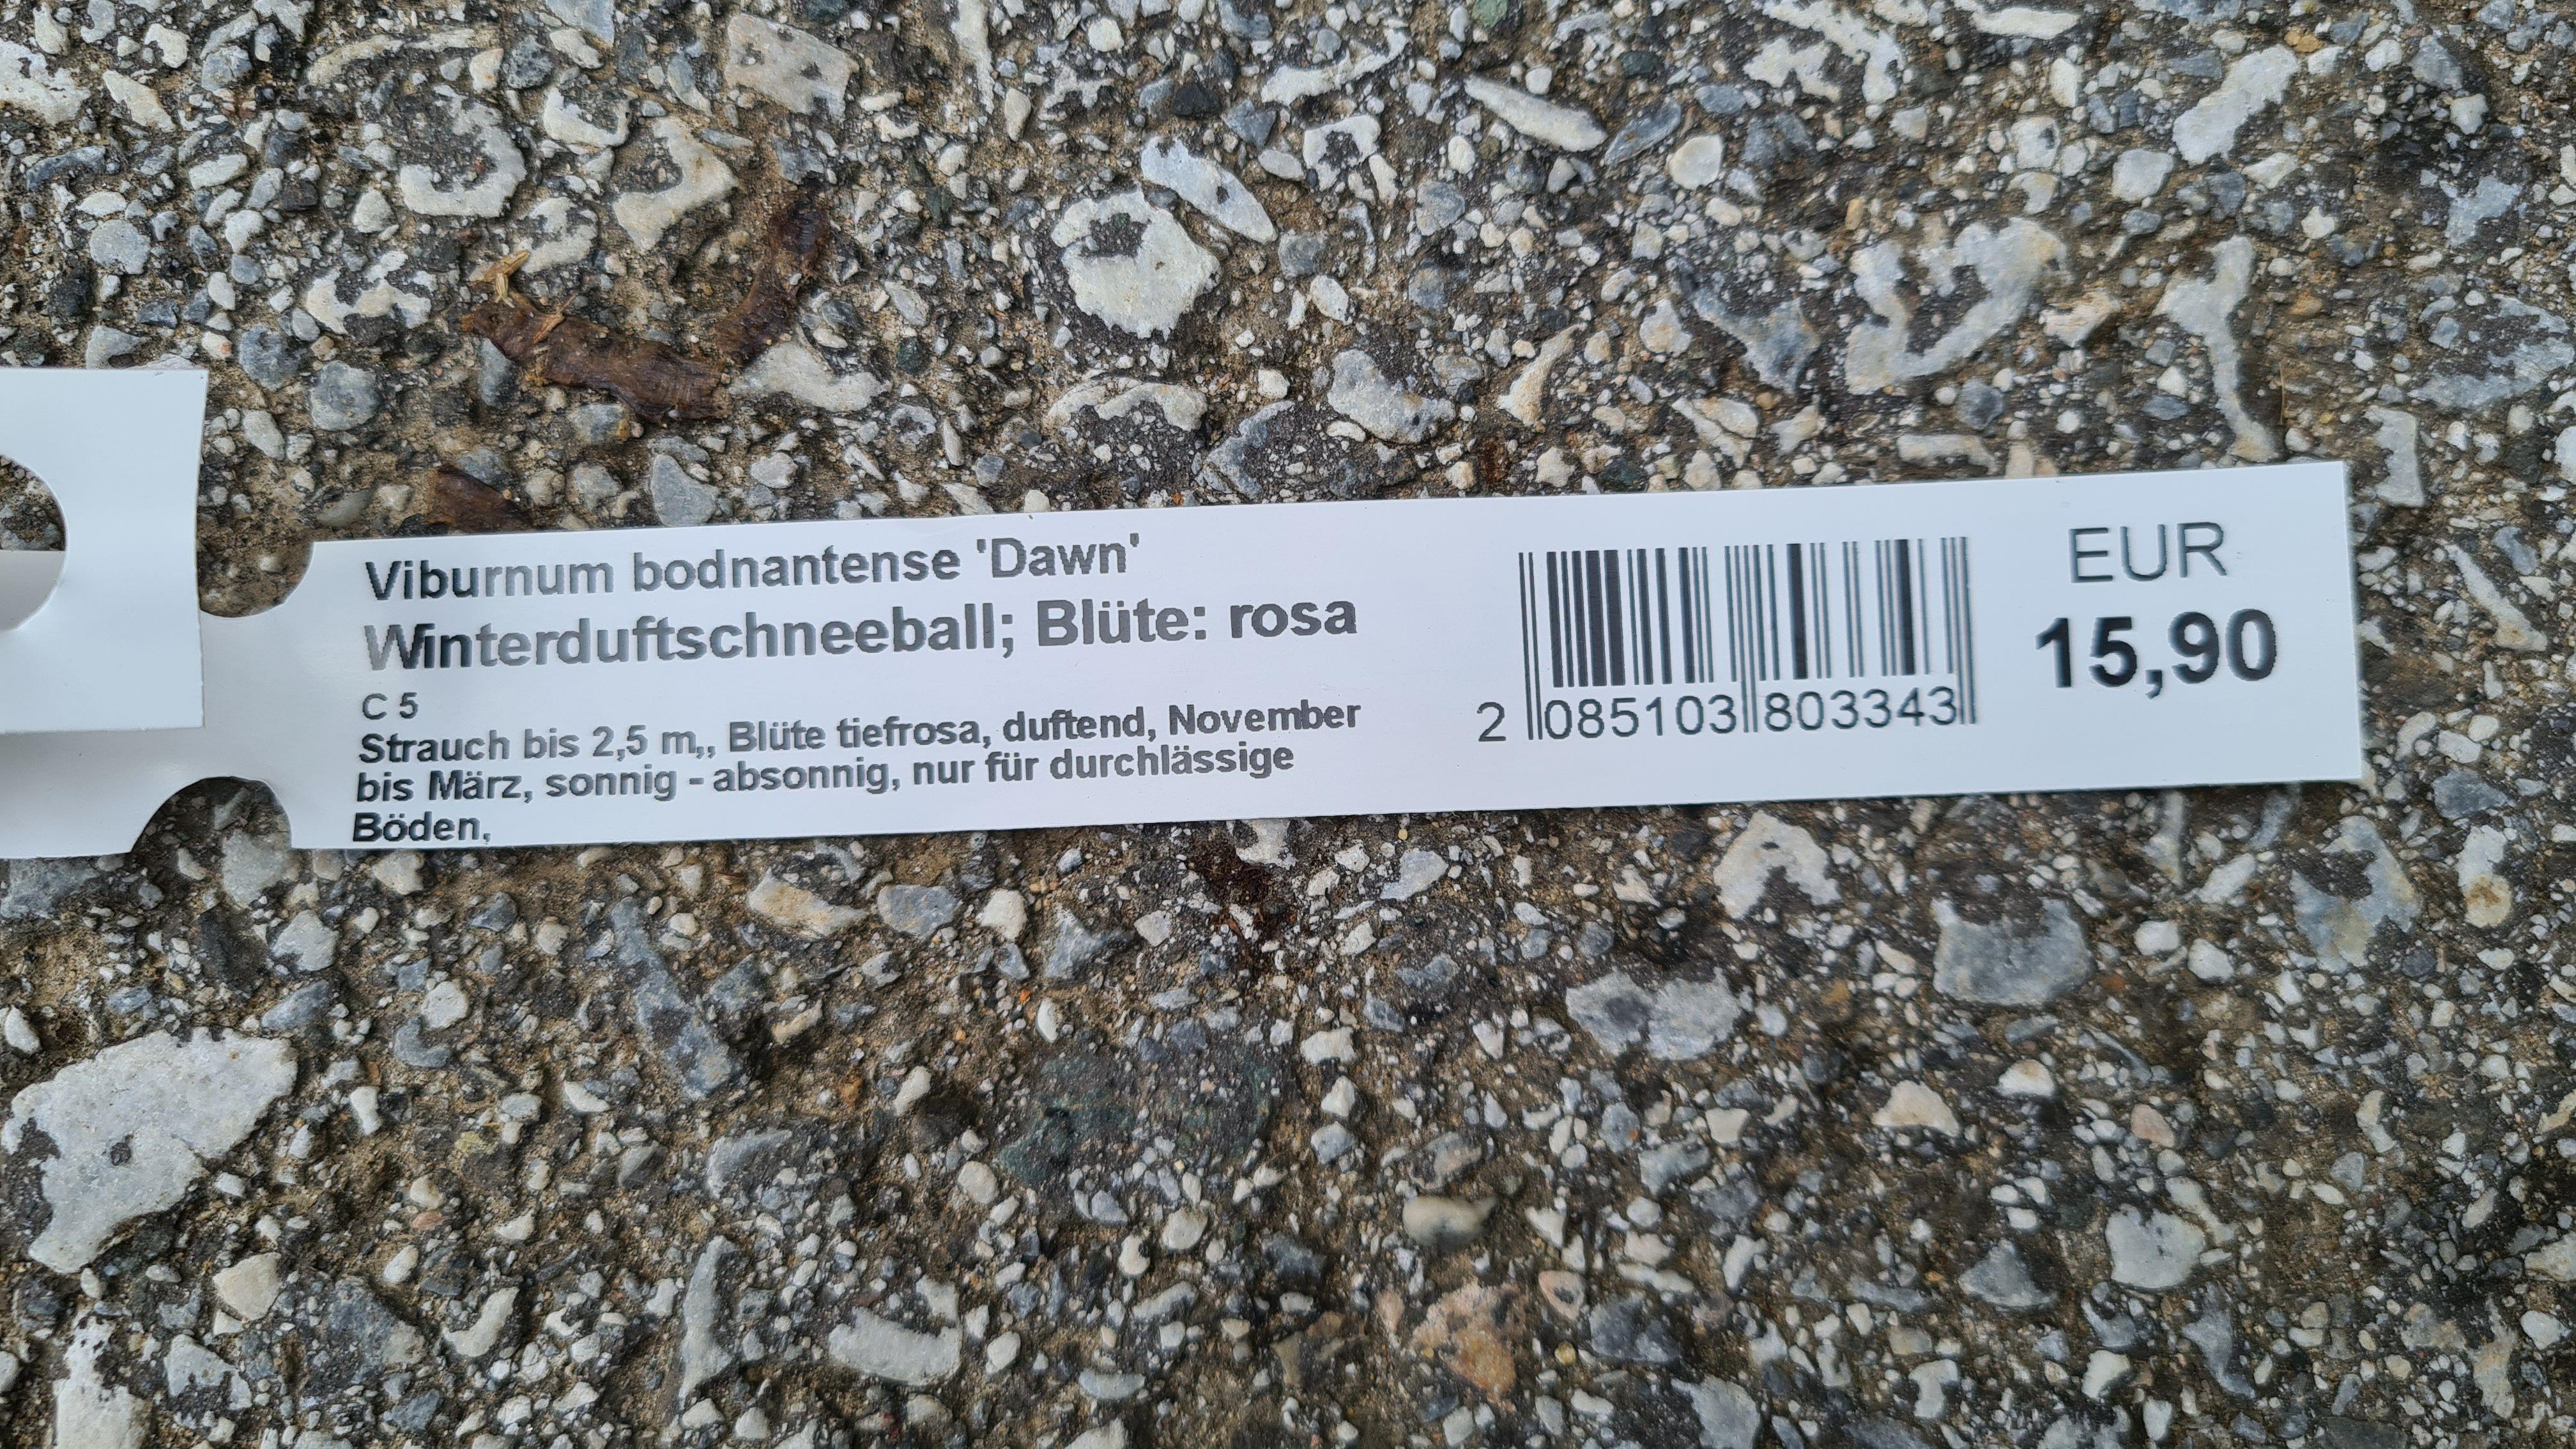 Viburnum bodnantense 'Dawn'
Winterduftschneeball; Blüte: rosa
C 5
Strauch bis 2,5 m,, Blüte tiefrosa, duftend, November
bis März, sonnig - absonnig, nur für durchlässige
Böden,
2 085103 803343
EUR
15,90